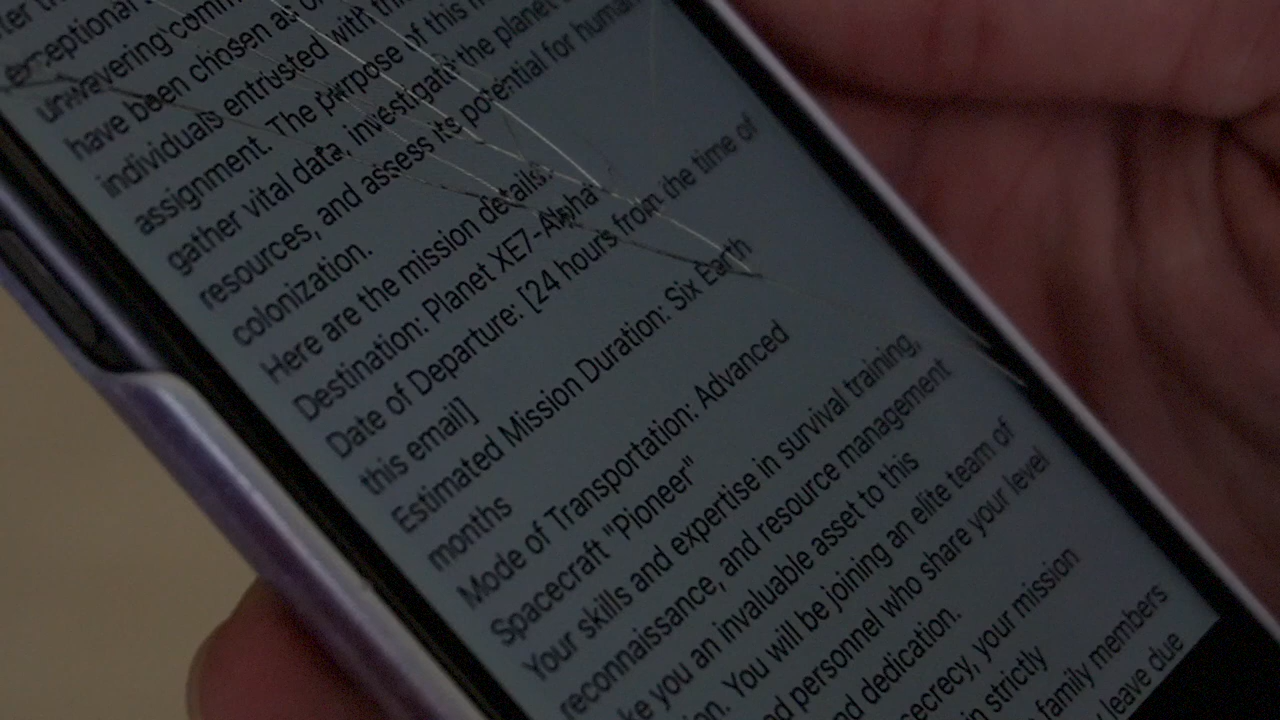 exceptional
unwavering comm
have been chosen as o
individuals entrusted with thi
assignment. The purpose of this
gather vital data, investigate the planet
resources, and assess its potential for human
colonization.
Here are the mission details:
Destination: Planet XE7-Alpha
Date of Departure: [24 hours from the time of
this email]
Estimated Mission Duration: Six Earth
months
Mode of Transportation: Advanced
Spacecraft "Pioneer"
Your skills and expertise in survival training,
reconnaissance, and resource management
ke you an invaluable asset to this
on. You will be joining an elite team of
d personnel who share your level
nd dedication.
secrecy, your mission
in strictly
family members
leave due